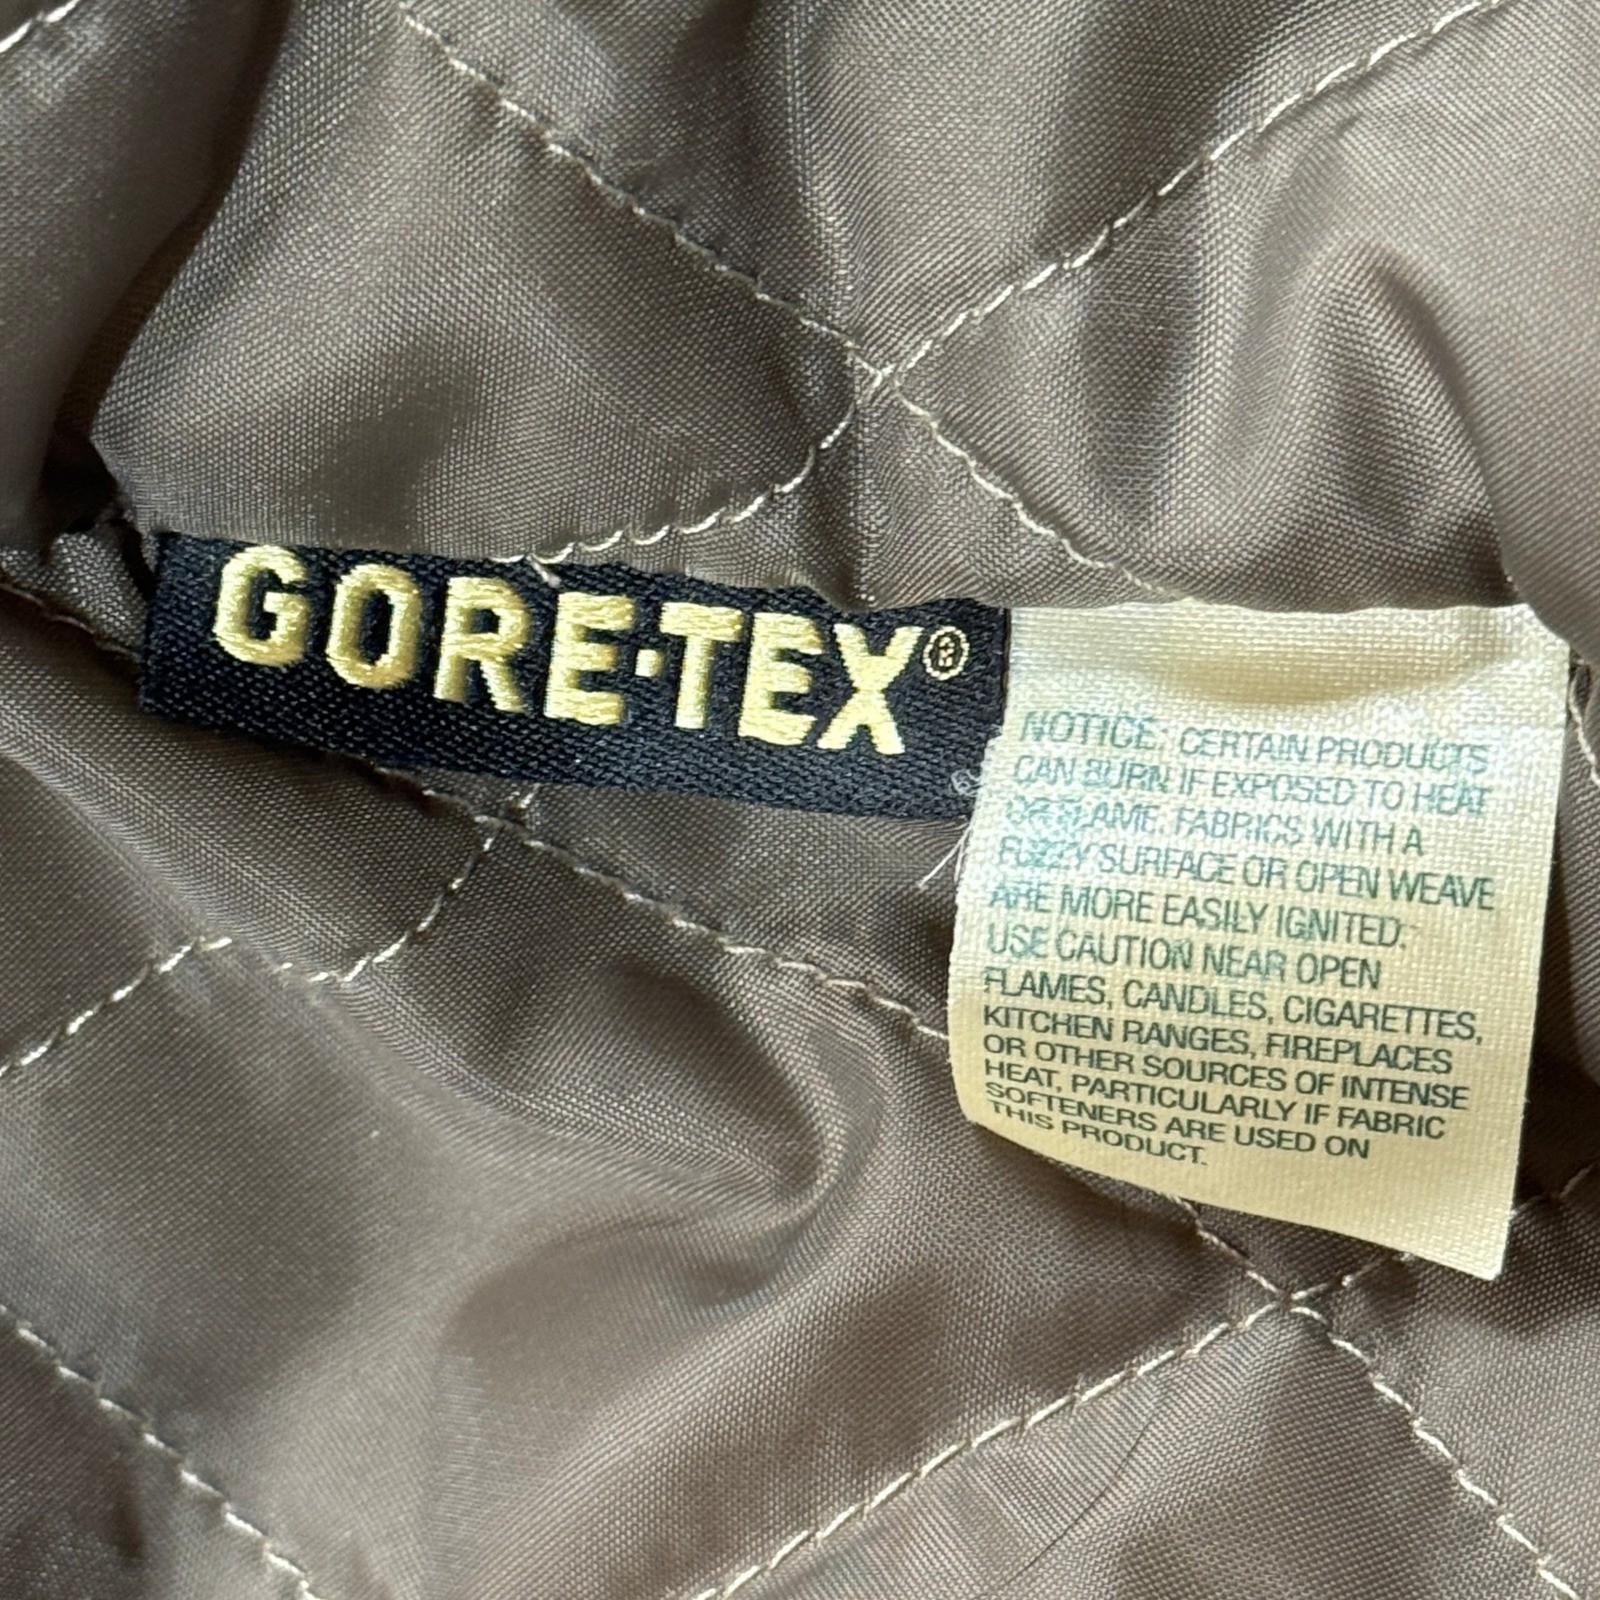 GORE-TEX®
NOTICE: CERTAIN PRODUCTS
CAN BURN IF EXPOSED TO HEAT
OR FLAME. FABRICS WITH A
FUZZY SURFACE OR OPEN WEAVE
ARE MORE EASILY IGNITED.
USE CAUTION NEAR OPEN
FLAMES, CANDLES, CIGARETTES,
KITCHEN RANGES, FIREPLACES
OR OTHER SOURCES OF INTENSE
HEAT, PARTICULARLY IF FABRIC
SOFTENERS ARE USED ON
THIS PRODUCT.